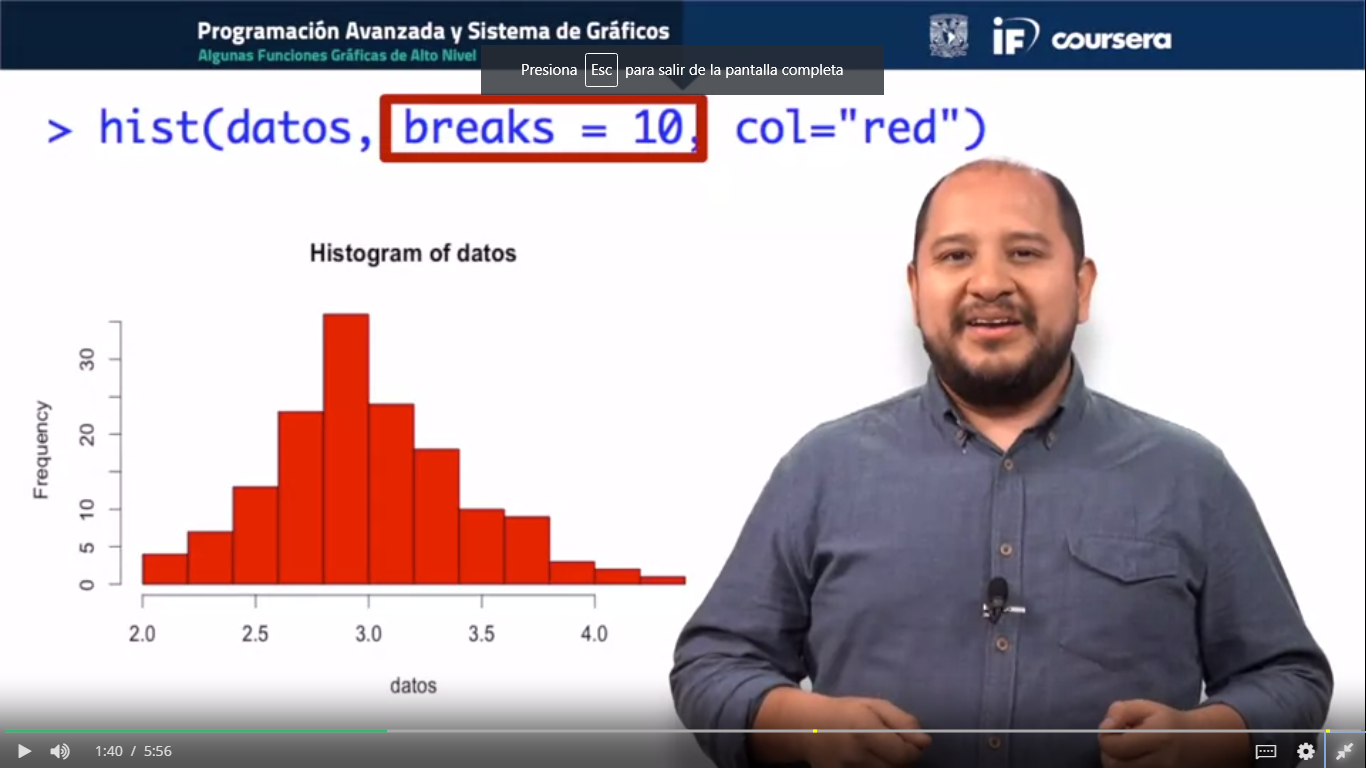 Programación Avanzada y Sistema de Gráficos
Algunas Funciones Gráficas de Alto Nivel
iF coursera
Presiona Esc para salir de la pantalla completa
> hist(datos, breaks = 10, col="red")
Histogram of datos
Frequency
30
20
10
5
0
2.0 2.5 3.0 3.5 4.0
datos
1:40 / 5:56